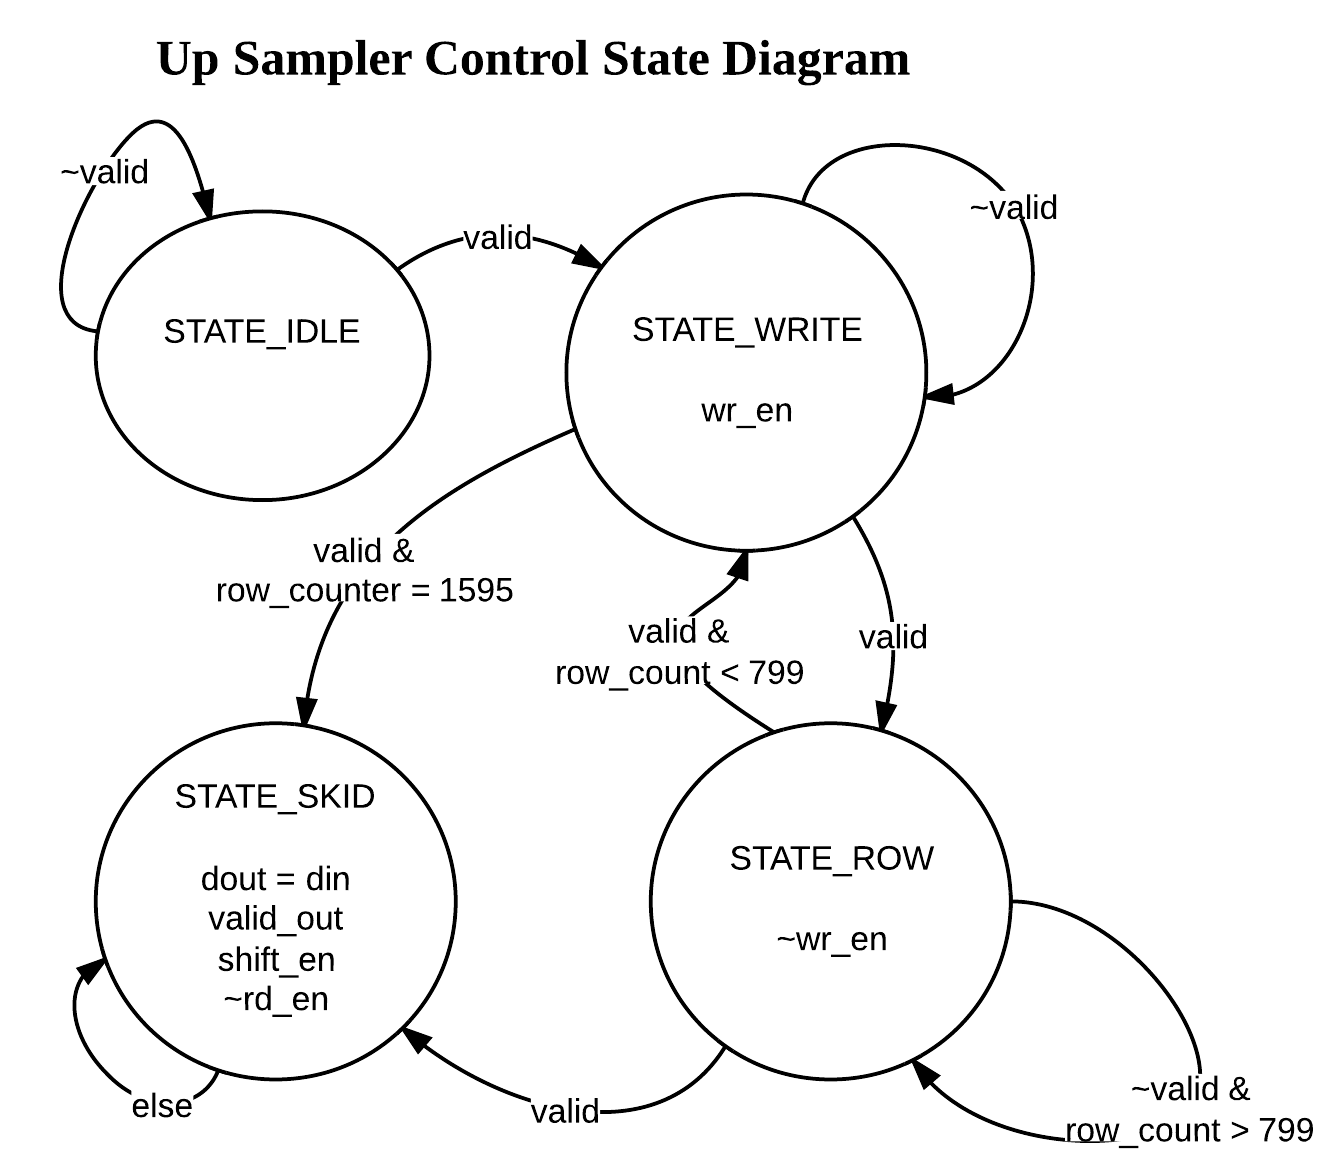 Up Sampler Control State Diagram
~valid
valid
~valid
STATE_IDLE
STATE_WRITE
wr_en
valid &
row_counter = 1595
valid &
row_count < 799
valid
STATE_SKID
dout = din
valid_out
shift_en
~rd_en
STATE_ROW
~wr_en
else
valid
~valid &
row_count > 799